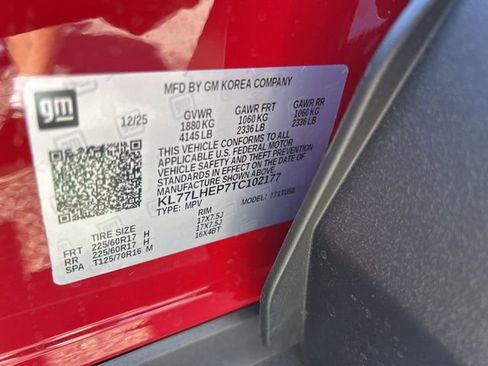 MFD BY GM KOREA COMPANY
gm
12/25 GVWR GAWR FRT GAWR RR
1880 KG 1060 KG 1060 KG
4145 LB 2336 LB 2336 LB
THIS VEHICLE CONFORMS TO ALL
APPLICABLE U.S. FEDERAL MOTOR
VEHICLE SAFETY AND THEFT PREVENTION
STANDARDS IN EFFECT ON THE DATE OF
MANUFACTURE SHOWN ABOVE.
KL77LHEP7TC102177
TYPE: MPV MODEL:
TIRE SIZE RIM
FRT 225/60R17 H 17X7.5J
RR 225/60R17 H 17X7.5J
SPA T125/70R16 M 16X4BT